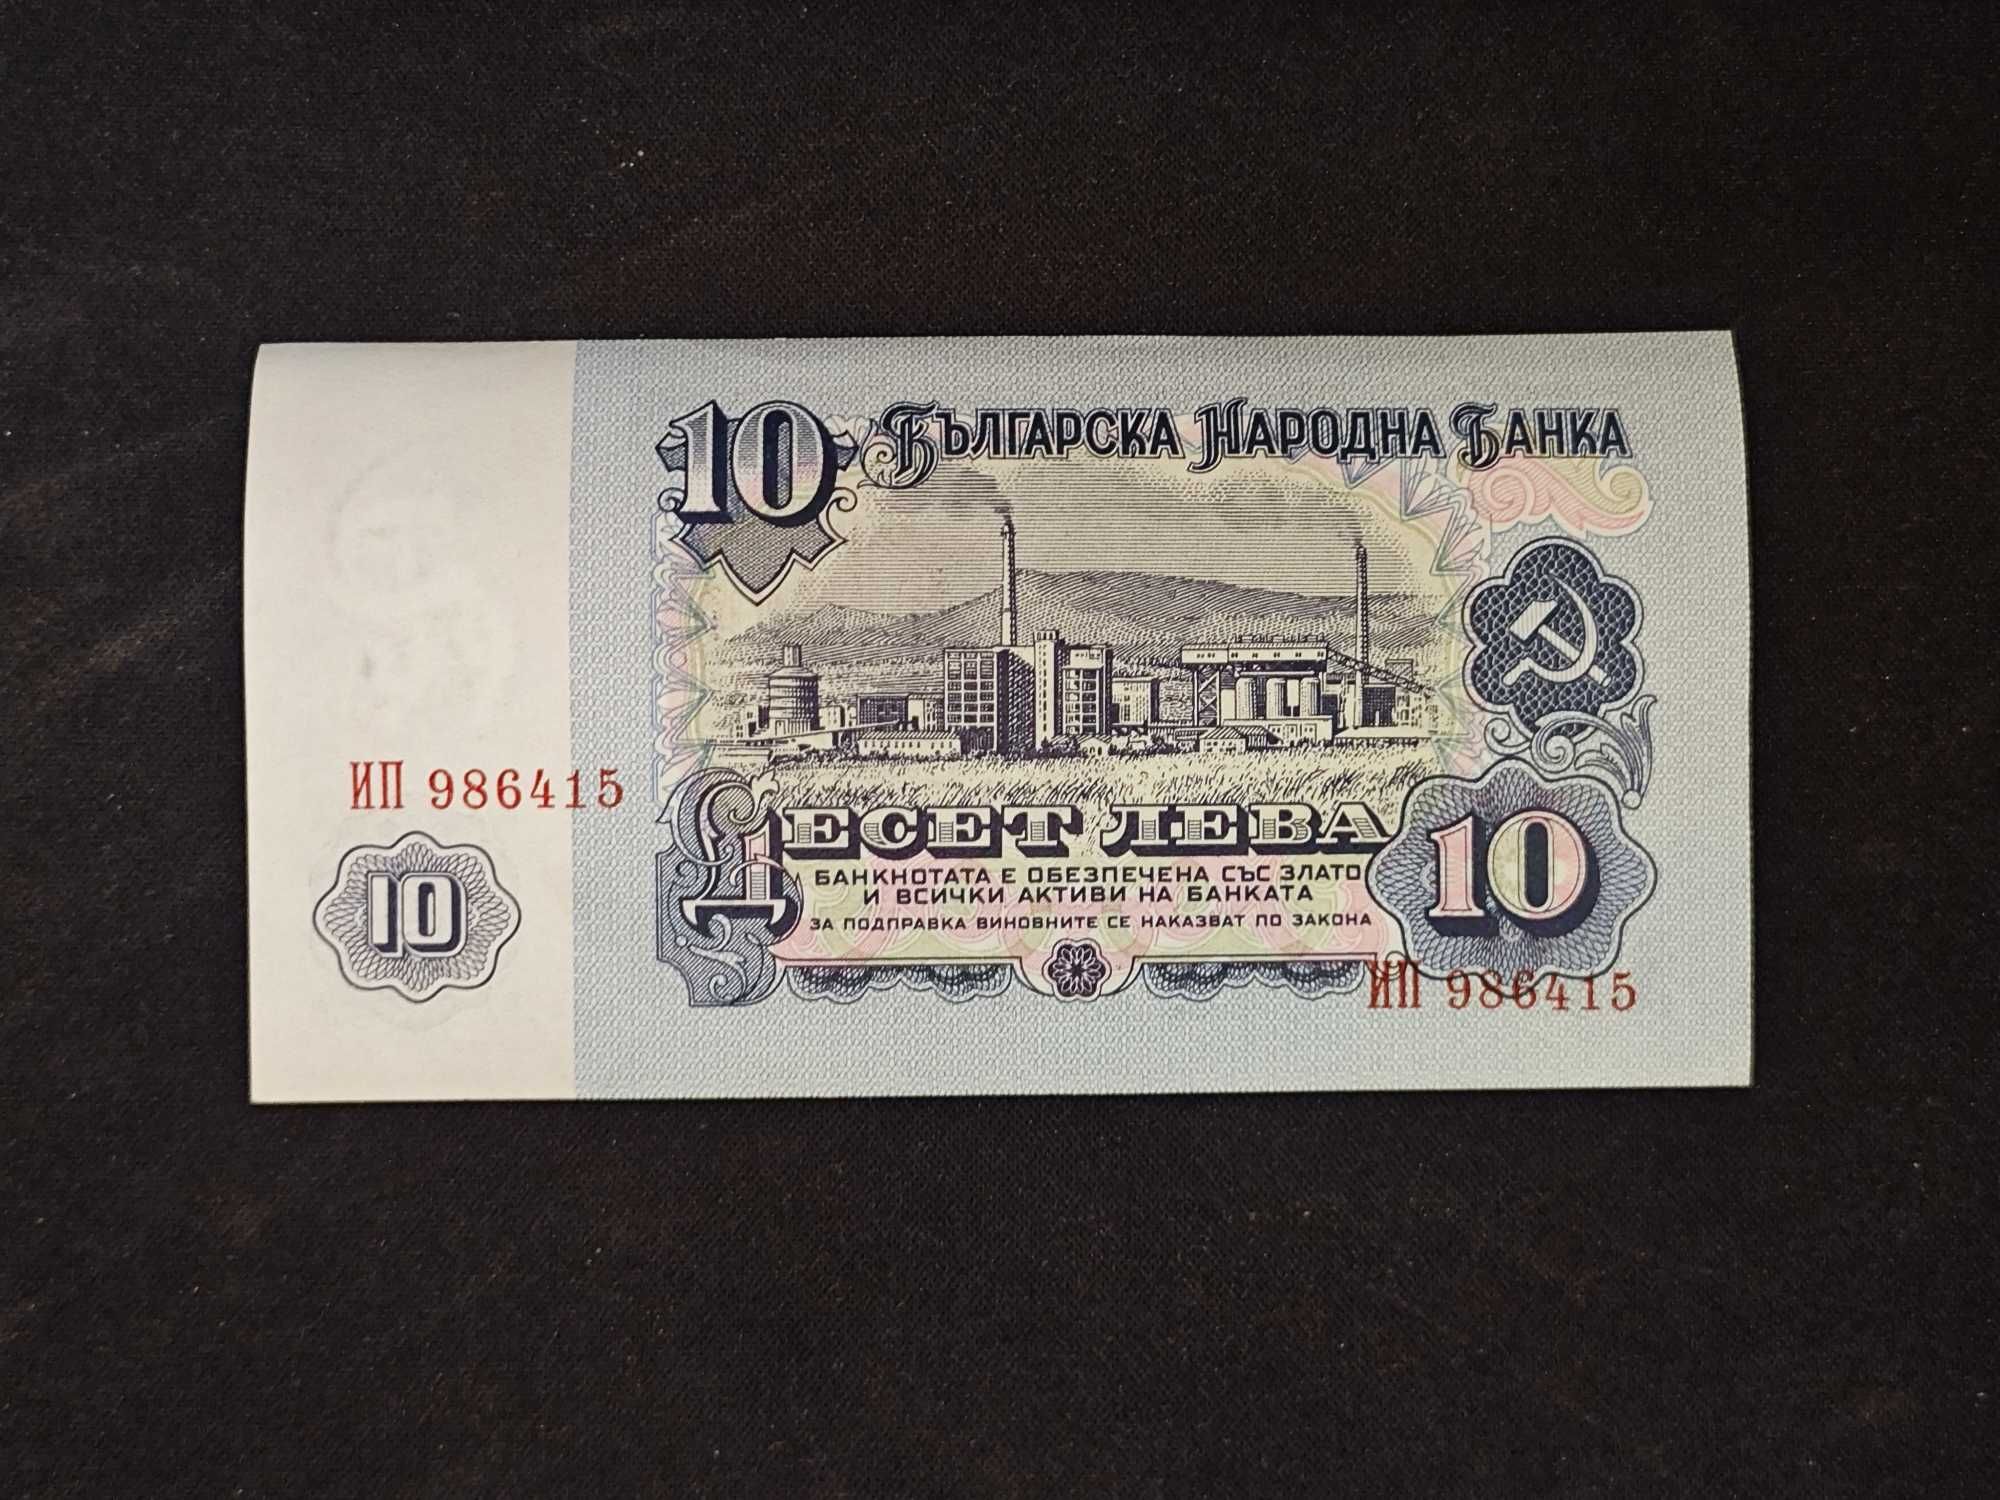 10 БЪЛГАРСКА НАРОДНА БАНКА
ИП 986415
10
ДЕСЕТ ЛЕВА
БАНКНОТАТА Е ОБЕЗПЕЧЕНА СЪС ЗЛАТО
И ВСИЧКИ АКТИВИ НА БАНКАТА
ЗА ПОДПРАВКА ВИНОВНИТЕ СЕ НАКАЗВАТ ПО ЗАКОНА
10
ИП 986415